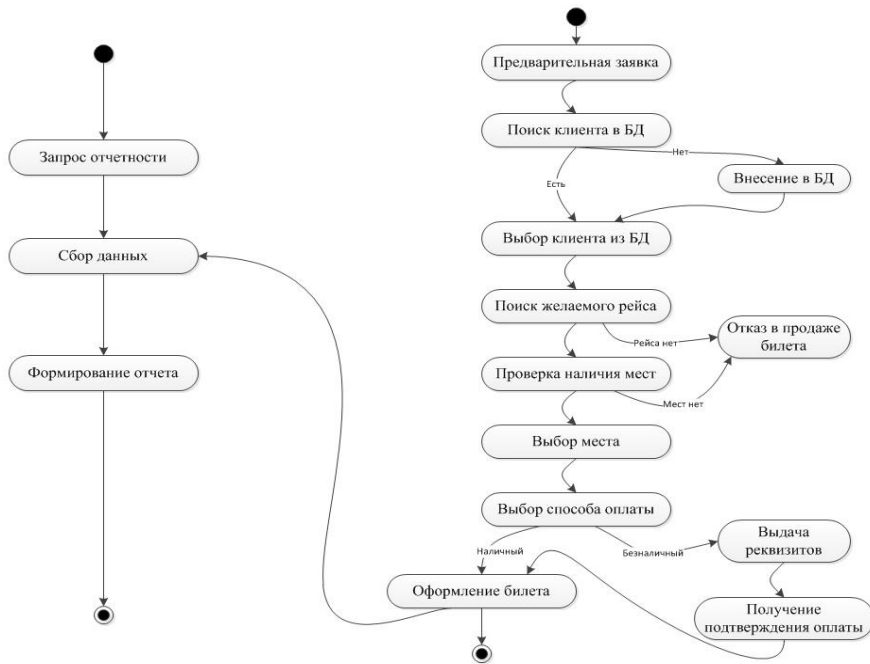 Предварительная заявка
Поиск клиента в БД
Нет
Внесение в БД
Есть
Выбор клиента из БД
Поиск желаемого рейса
Рейса нет
Отказ в продаже
билета
Проверка наличия мест
Мест нет
Выбор места
Выбор способа оплаты
Наличный
Безналичный
Выдача
реквизитов
Получение
подтверждения оплаты
Оформление билета
Запрос отчетности
Сбор данных
Формирование отчета